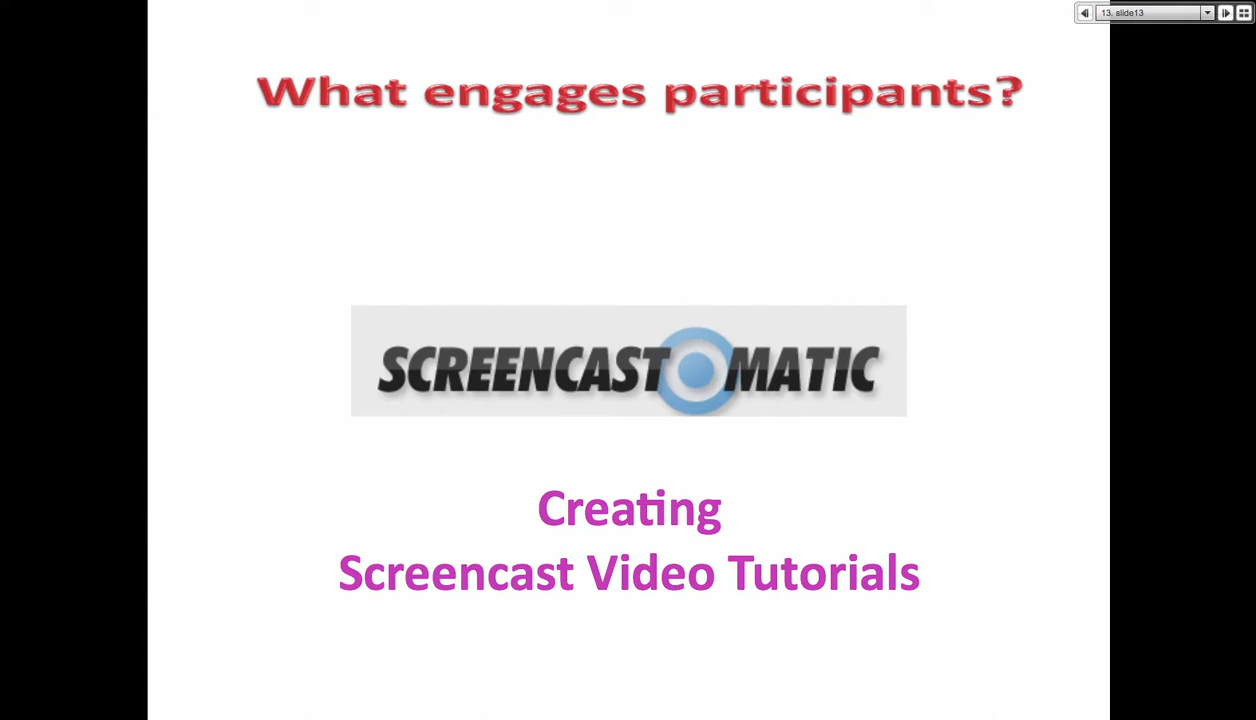 13. slide13
What engages participants?
SCREENCAST O MATIC
Creating
Screencast Video Tutorials